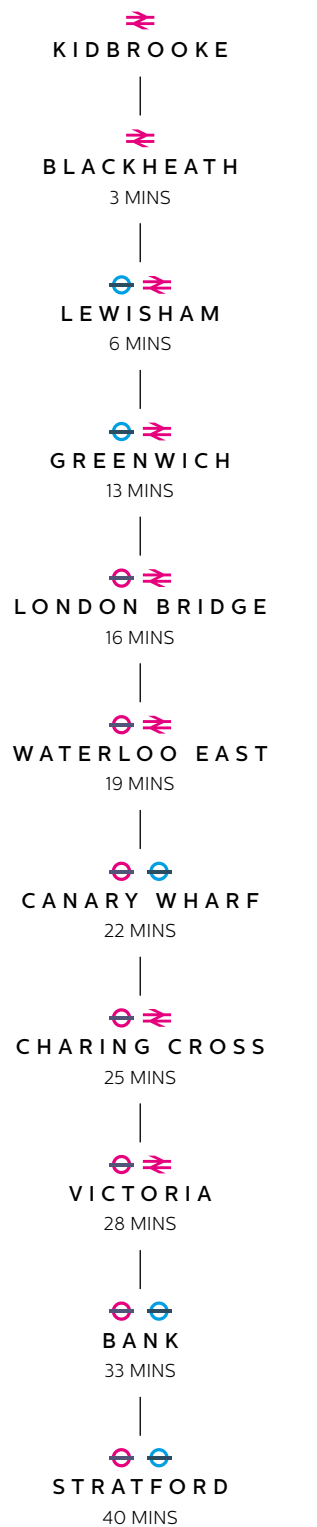 KIDBROOKE
BLACKHEATH
3 MINS
LEWISHAM
6 MINS
GREENWICH
13 MINS
LONDON BRIDGE
16 MINS
WATERLOO EAST
19 MINS
CANARY WHARF
22 MINS
CHARING CROSS
25 MINS
VICTORIA
28 MINS
BANK
33 MINS
STRATFORD
40 MINS